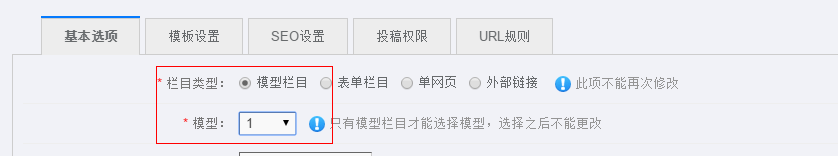 基本选项 模板设置 SEO设置 投稿权限 URL规则
* 栏目类型： 模型栏目 表单栏目 单网页 外部链接 此项不能再次修改
* 模型： 1 只有模型栏目才能选择模型，选择之后不能更改